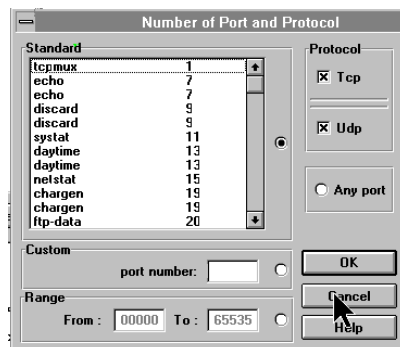 Number of Port and Protocol
Standard
tcpmux 1
echo 7
echo 7
discard 9
discard 9
systat 11
daytime 13
daytime 13
netstat 15
chargen 19
chargen 19
ftp-data 20
Protocol
Tcp
Udp
Any port
Custom
port number:
Range
From : 00000 To : 65535
OK
Cancel
Help